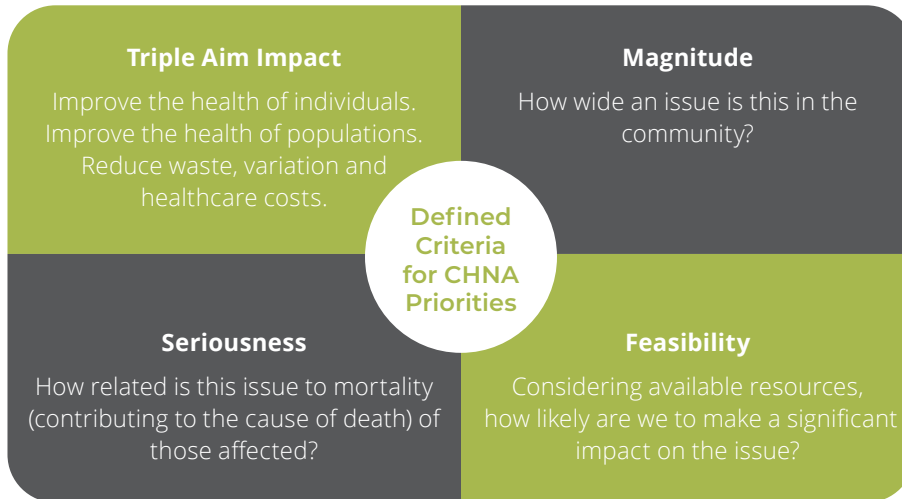 Triple Aim Impact
Improve the health of individuals.
Improve the health of populations.
Reduce waste, variation and
healthcare costs.
Magnitude
How wide an issue is this in the
community?
Defined
Criteria
for CHNA
Priorities
Seriousness
How related is this issue to mortality
(contributing to the cause of death) of
those affected?
Feasibility
Considering available resources,
how likely are we to make a significant
impact on the issue?